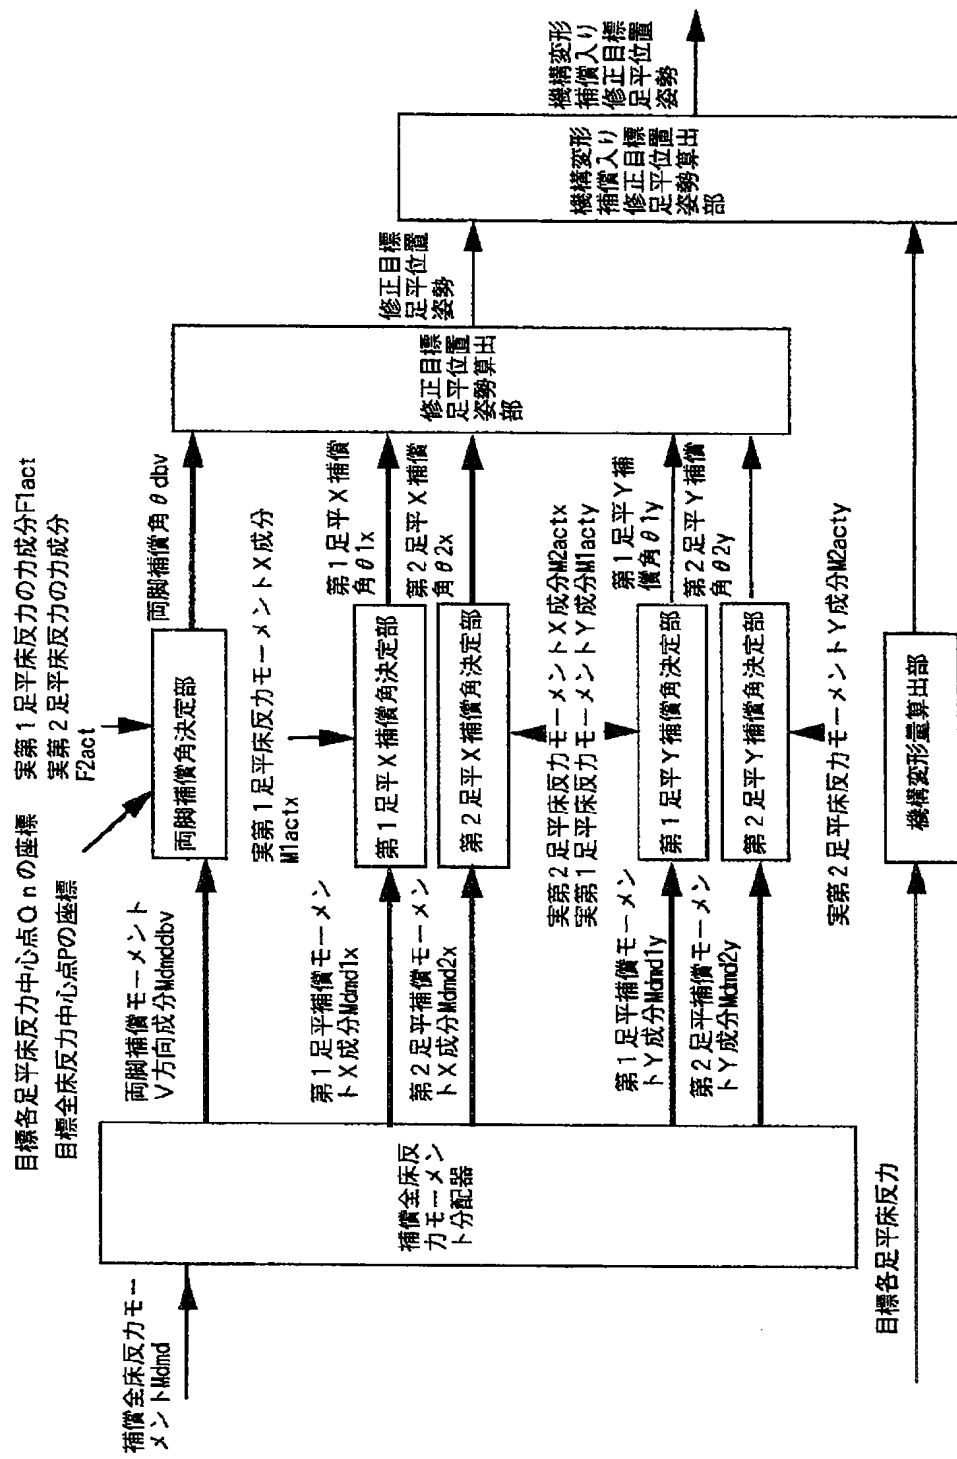 補償全床反力モー
メントMdmd
補償全床反
力モーメン
ト分配器
目標各足平床反力中心点Qnの座標
目標全床反力中心点Pの座標
実第1足平床反力の力成分F1act
実第2足平床反力の力成分
F2act
両脚補償モーメント
V方向成分Mdmddbv
両脚補償角決定部
両脚補償角θdbv
実第1足平床反力モーメントX成分
M1actx
第1足平補償モーメン
トX成分Mdmd1x
第1足平X補償角決定部
第1足平X補償
角θ1x
第2足平補償モーメン
トX成分Mdmd2x
第2足平X補償角決定部
第2足平X補償
角θ2x
実第2足平床反力モーメントX成分M2actx
実第1足平床反力モーメントY成分M1acty
第1足平補償モーメン
トY成分Mdmd1y
第1足平Y補償角決定部
第1足平Y補
償角θ1y
第2足平補償モーメン
トY成分Mdmd2y
第2足平Y補償角決定部
第2足平Y補償
角θ2y
実第2足平床反力モーメントY成分M2acty
目標各足平床反力
機構変形量算出部
修正目標
足平位置
姿勢算出
部
修正目標
足平位置
姿勢
機構変形
補償入り
修正目標
足平位置
姿勢算出
部
機構変形
補償入り
修正目標
足平位置
姿勢